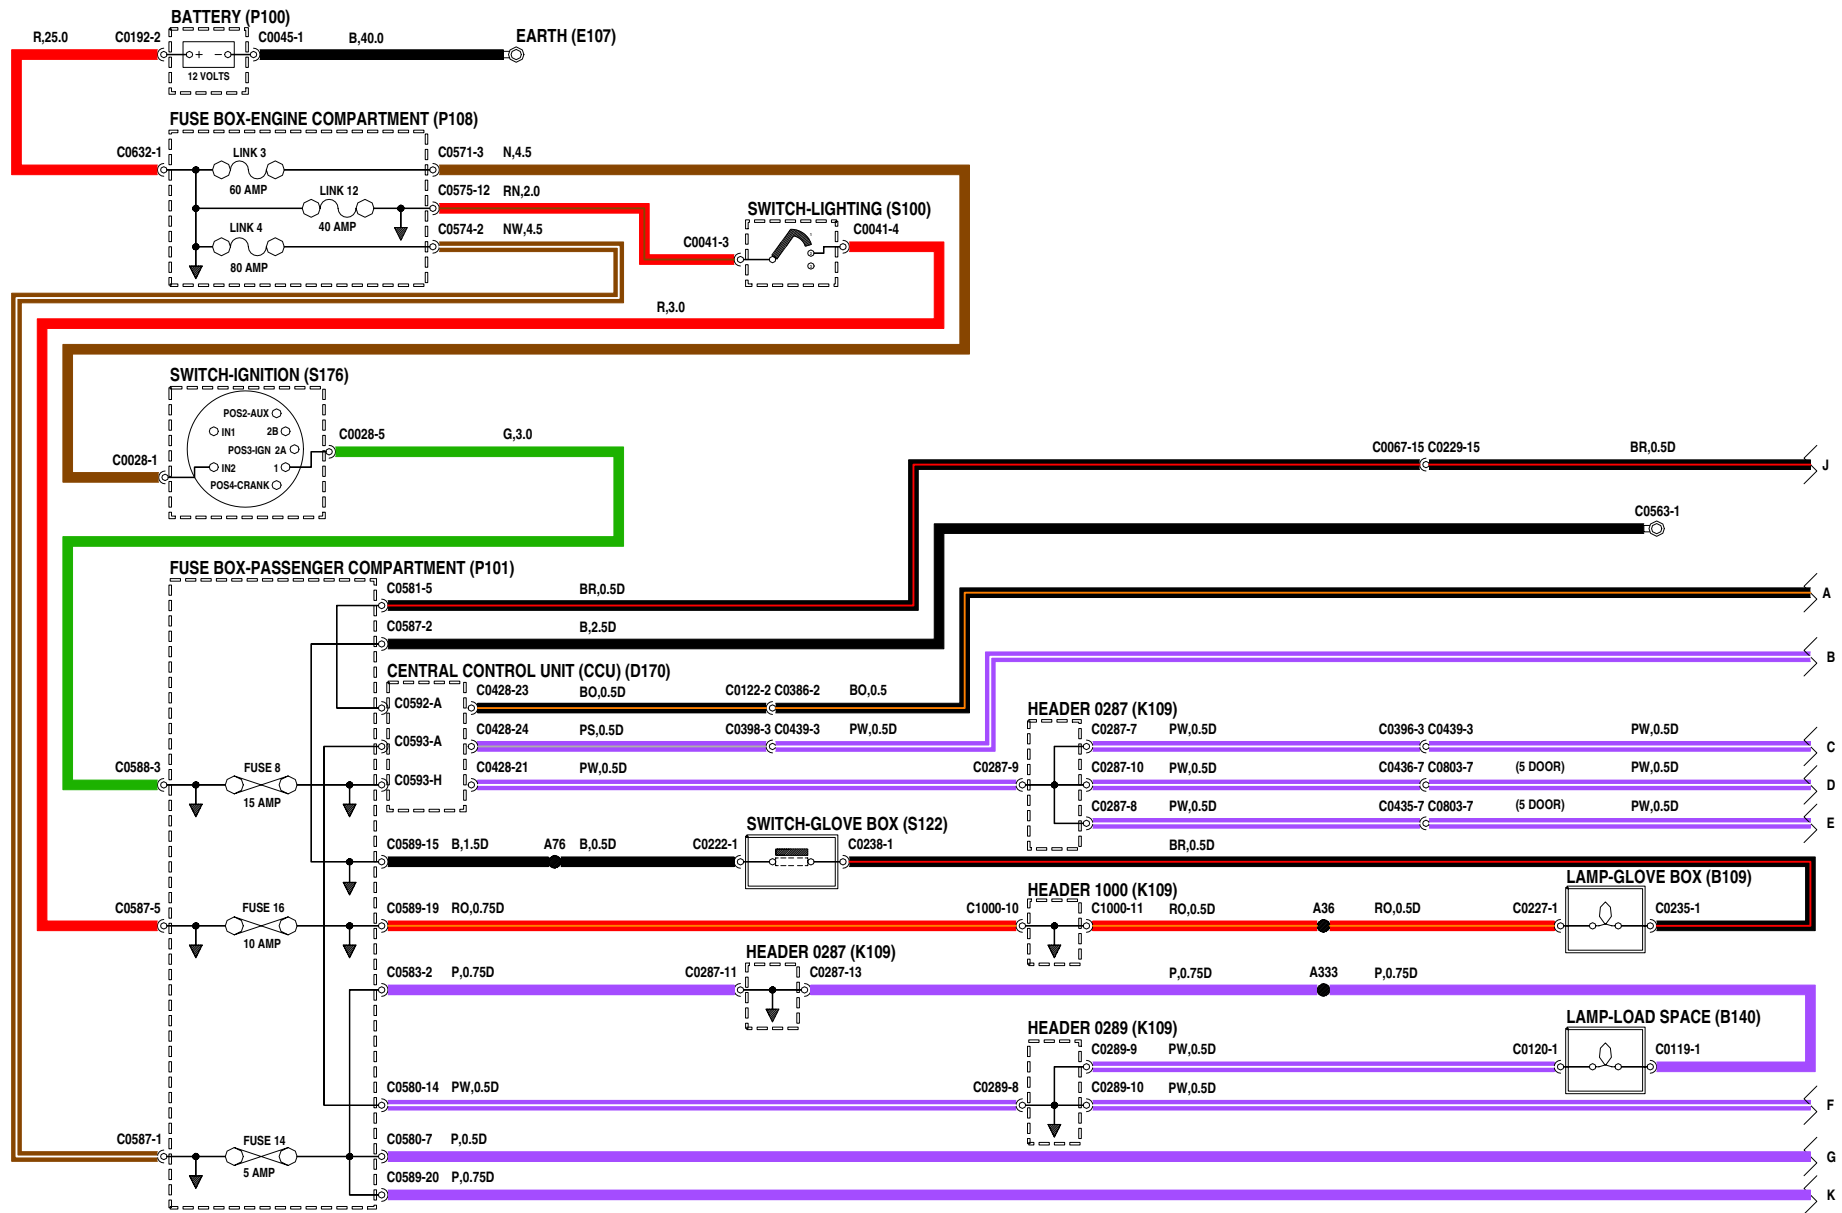 BATTERY (P100)
R,25.0 C0192-2 C0045-1 B,40.0 EARTH (E107)
+ −
12 VOLTS
FUSE BOX-ENGINE COMPARTMENT (P108)
C0632-1 LINK 3 C0571-3 N,4.5
60 AMP LINK 12 C0575-12 RN,2.0
SWITCH-LIGHTING (S100)
LINK 4 40 AMP C0574-2 NW,4.5 C0041-3 C0041-4
80 AMP
R,3.0
SWITCH-IGNITION (S176)
POS2-AUX
IN1 2B
C0028-5 G,3.0
POS3-IGN 2A
C0028-1 IN2 1
POS4-CRANK
C0067-15 C0229-15 BR,0.5D
J
C0563-1
FUSE BOX-PASSENGER COMPARTMENT (P101)
C0581-5 BR,0.5D
A
C0587-2 B,2.5D
B
CENTRAL CONTROL UNIT (CCU) (D170)
C0592-A C0428-23 BO,0.5D C0122-2 C0386-2 BO,0.5
HEADER 0287 (K109)
C0593-A C0428-24 PS,0.5D C0398-3 C0439-3 PW,0.5D C0287-7 PW,0.5D C0396-3 C0439-3 PW,0.5D
C
C0588-3 FUSE 8 C0593-H C0428-21 PW,0.5D C0287-9 C0287-10 PW,0.5D C0436-7 C0803-7 (5 DOOR) PW,0.5D
D
15 AMP C0287-8 PW,0.5D C0435-7 C0803-7 (5 DOOR) PW,0.5D
E
SWITCH-GLOVE BOX (S122)
C0589-15 B,1.5D A76 B,0.5D C0222-1 C0238-1 BR,0.5D
LAMP-GLOVE BOX (B109)
HEADER 1000 (K109)
C0587-5 FUSE 16 C0589-19 RO,0.75D C1000-10 C1000-11 RO,0.5D A36 RO,0.5D C0227-1 C0235-1
10 AMP
HEADER 0287 (K109)
C0583-2 P,0.75D C0287-11 C0287-13 P,0.75D A333 P,0.75D
LAMP-LOAD SPACE (B140)
HEADER 0289 (K109)
C0289-9 PW,0.5D C0120-1 C0119-1
C0580-14 PW,0.5D C0289-8 C0289-10 PW,0.5D
F
C0587-1 FUSE 14 C0580-7 P,0.5D
G
5 AMP C0589-20 P,0.75D
K